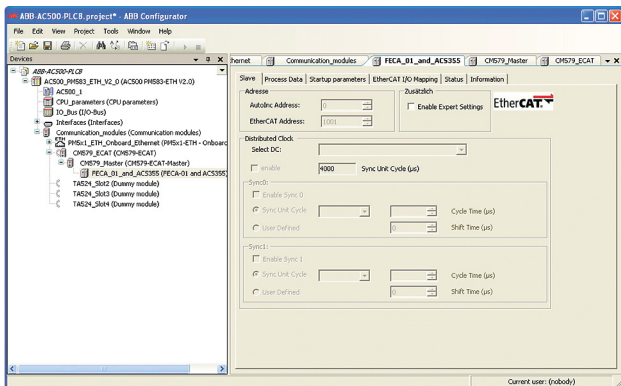 ABB-AC500-PLC8.project* - ABB Configurator
File Edit View Project Tools Window Help
Devices
ABB-AC500-PLC8
AC500_PM583_ETH_V2_0 (AC500 PM583-ETH V2.0)
AC500_1
CPU_parameters (CPU parameters)
IO_Bus (I/O-Bus)
Interfaces (Interfaces)
Communication_modules (Communication modules)
PM5x1_ETH_Onboard_Ethernet (PM5x1-ETH - Onboard
CM579_ECAT (CM579-ECAT)
CM579_Master (CM579-ECAT-Master)
FECA_01_and_ACS355 (FECA-01 and ACS355)
TA524_Slot2 (Dummy module)
TA524_Slot3 (Dummy module)
TA524_Slot4 (Dummy module)
hernet Communication_modules FECA_01_and_ACS355 CM579_Master CM579_ECAT
Slave Process Data Startup parameters EtherCAT I/O Mapping Status Information
Adresse
AutoInc Address: 0
EtherCAT Address: 1001
Zusätzlich
Enable Expert Settings
EtherCAT.
Distributed Clock
Select DC:
enable 4000 Sync Unit Cycle (µs)
Sync0:
Enable Sync 0
Sync Unit Cycle Cycle Time (µs)
User Defined 0 Shift Time (µs)
Sync1:
Enable Sync 1
Sync Unit Cycle Cycle Time (µs)
User Defined 0 Shift Time (µs)
Current user: (nobody)